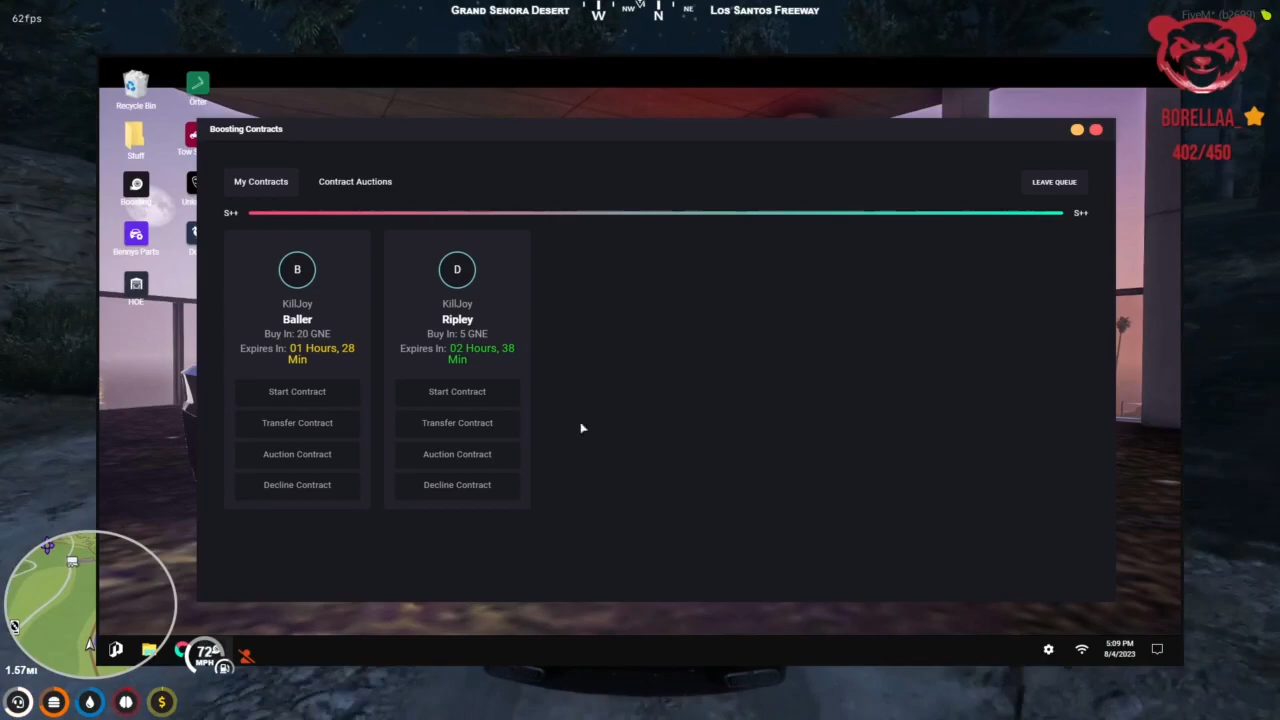 62fps
GRAND SENORA DESERT
W
NW
N
NE
LOS SANTOS FREEWAY
FiveM* (b2699)
BORELLAA_
402/450
Recycle Bin
Orter
Stuff
Boosting
Bennys Parts
HOE
Boosting Contracts
My Contracts
Contract Auctions
LEAVE QUEUE
S++
S++
B
KillJoy
Baller
Buy In: 20 GNE
Expires In: 01 Hours, 28
Min
Start Contract
Transfer Contract
Auction Contract
Decline Contract
D
KillJoy
Ripley
Buy In: 5 GNE
Expires In: 02 Hours, 38
Min
Start Contract
Transfer Contract
Auction Contract
Decline Contract
72
MPH
1.57MI
5:09 PM
8/4/2023